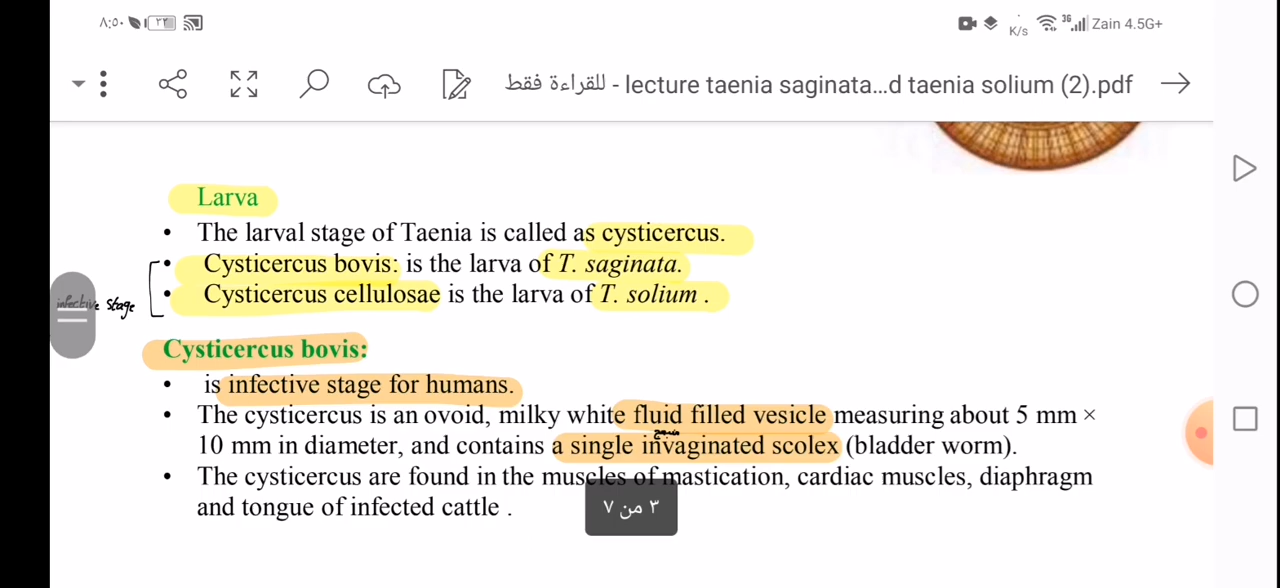 ٨:٥٠ ٣٢ K/s 3G Zain 4.5G+
للقراءة فقط - lecture taenia saginata...d taenia solium (2).pdf
Larva
• The larval stage of Taenia is called as cysticercus.
• Cysticercus bovis: is the larva of T. saginata.
• Cysticercus cellulosae is the larva of T. solium .
infective stage
Cysticercus bovis:
• is infective stage for humans.
• The cysticercus is an ovoid, milky white fluid filled vesicle measuring about 5 mm ×
10 mm in diameter, and contains a single invaginated scolex (bladder worm).
• The cysticercus are found in the muscles of mastication, cardiac muscles, diaphragm
and tongue of infected cattle .
٣ من ٧